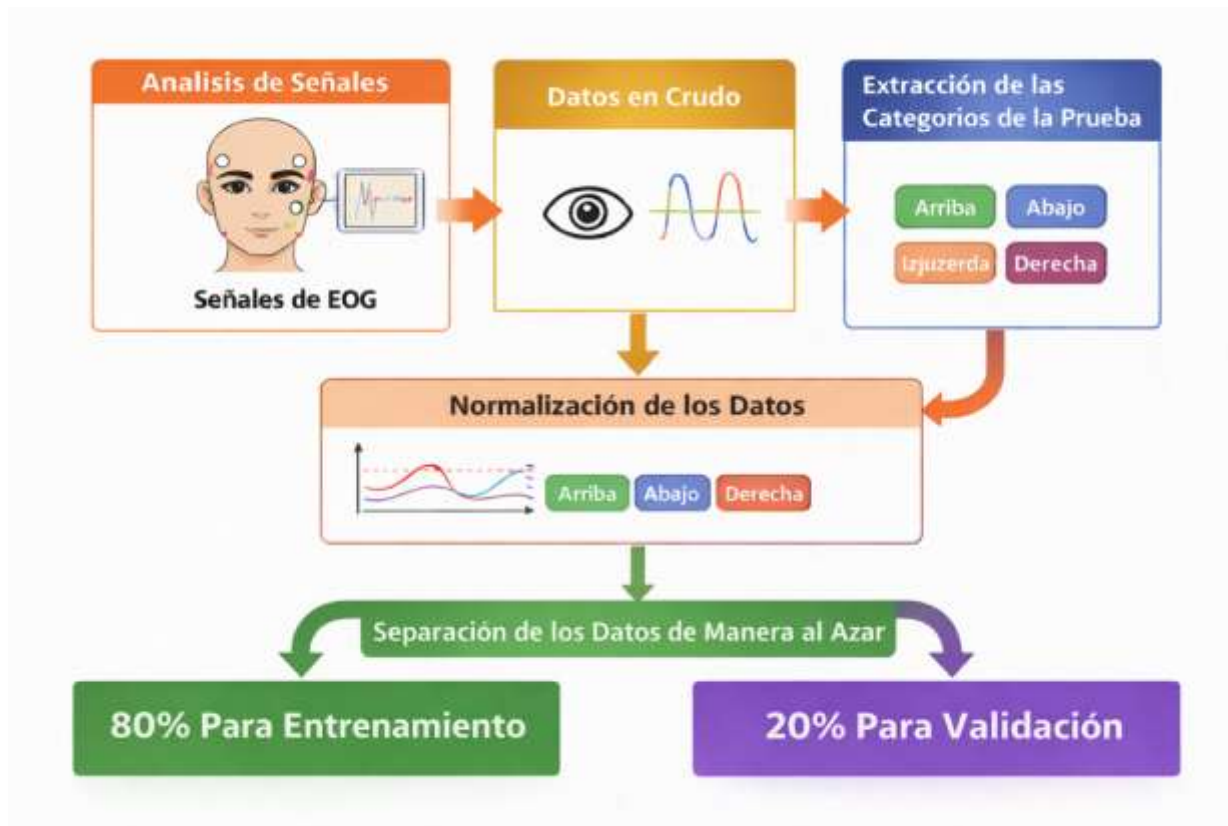 Analisis de Señales
Señales de EOG
Datos en Crudo
Extracción de las
Categorios de la Prueba
Arriba
Abajo
Izjuzerda
Derecha
Normalización de los Datos
Arriba
Abajo
Derecha
Separación de los Datos de Manera al Azar
80% Para Entrenamiento
20% Para Validación